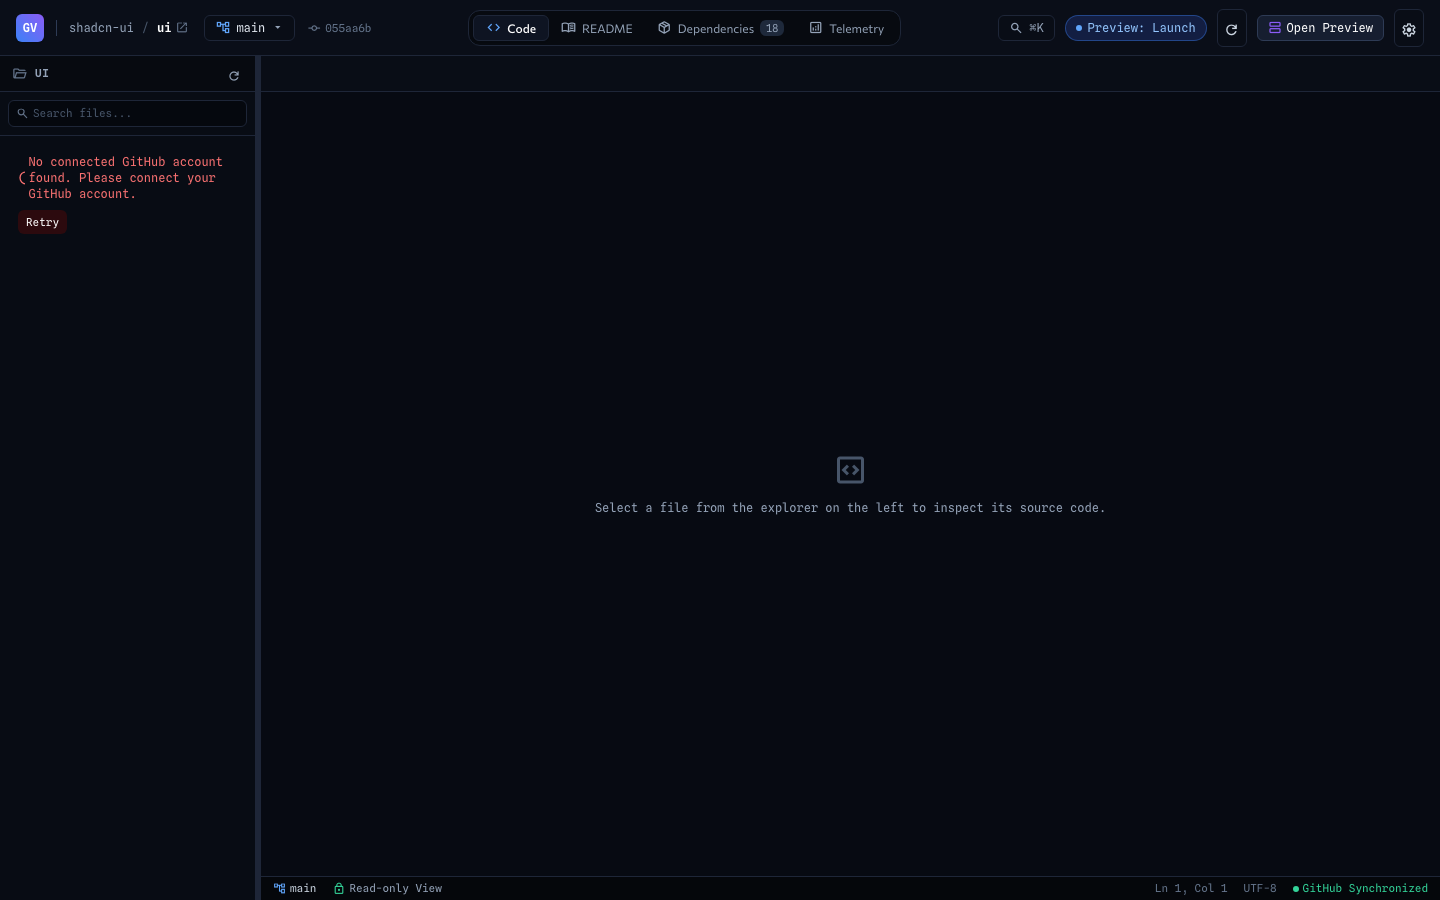 GV shadcn-ui / ui main 055aa6b Code README Dependencies 18 Telemetry ⌘K Preview: Launch Open Preview
UI
Search files...
No connected GitHub account
found. Please connect your
GitHub account.
Retry
Select a file from the explorer on the left to inspect its source code.
main Read-only View Ln 1, Col 1 UTF-8 GitHub Synchronized